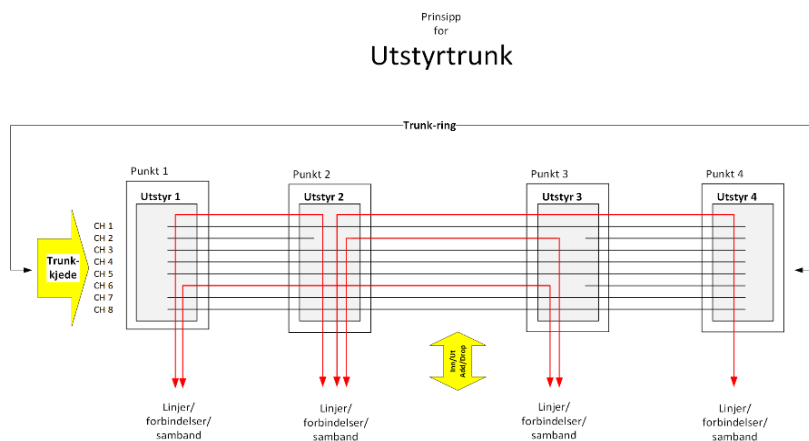 Prinsipp
for
Utstyrtrunk
Trunk-ring
Punkt 1
Punkt 2
Punkt 3
Punkt 4
Utstyr 1
Utstyr 2
Utstyr 3
Utstyr 4
Trunk-
kjede
CH 1
CH 2
CH 3
CH 4
CH 5
CH 6
CH 7
CH 8
Inn/Ut
Add/Drop
Linjer/
forbindelser/
samband
Linjer/
forbindelser/
samband
Linjer/
forbindelser/
samband
Linjer/
forbindelser/
samband